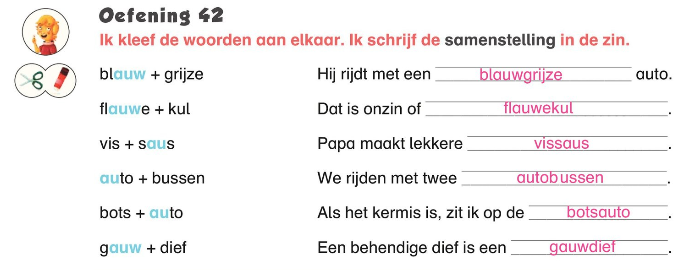 Oefening 42
Ik kleef de woorden aan elkaar. Ik schrijf de samenstelling in de zin.
blauw + grijze Hij rijdt met een blauwgrijze auto.
flauwe + kul Dat is onzin of flauwekul.
vis + saus Papa maakt lekkere vissaus.
auto + bussen We rijden met twee autobussen.
bots + auto Als het kermis is, zit ik op de botsauto.
gauw + dief Een behendige dief is een gauwdief.